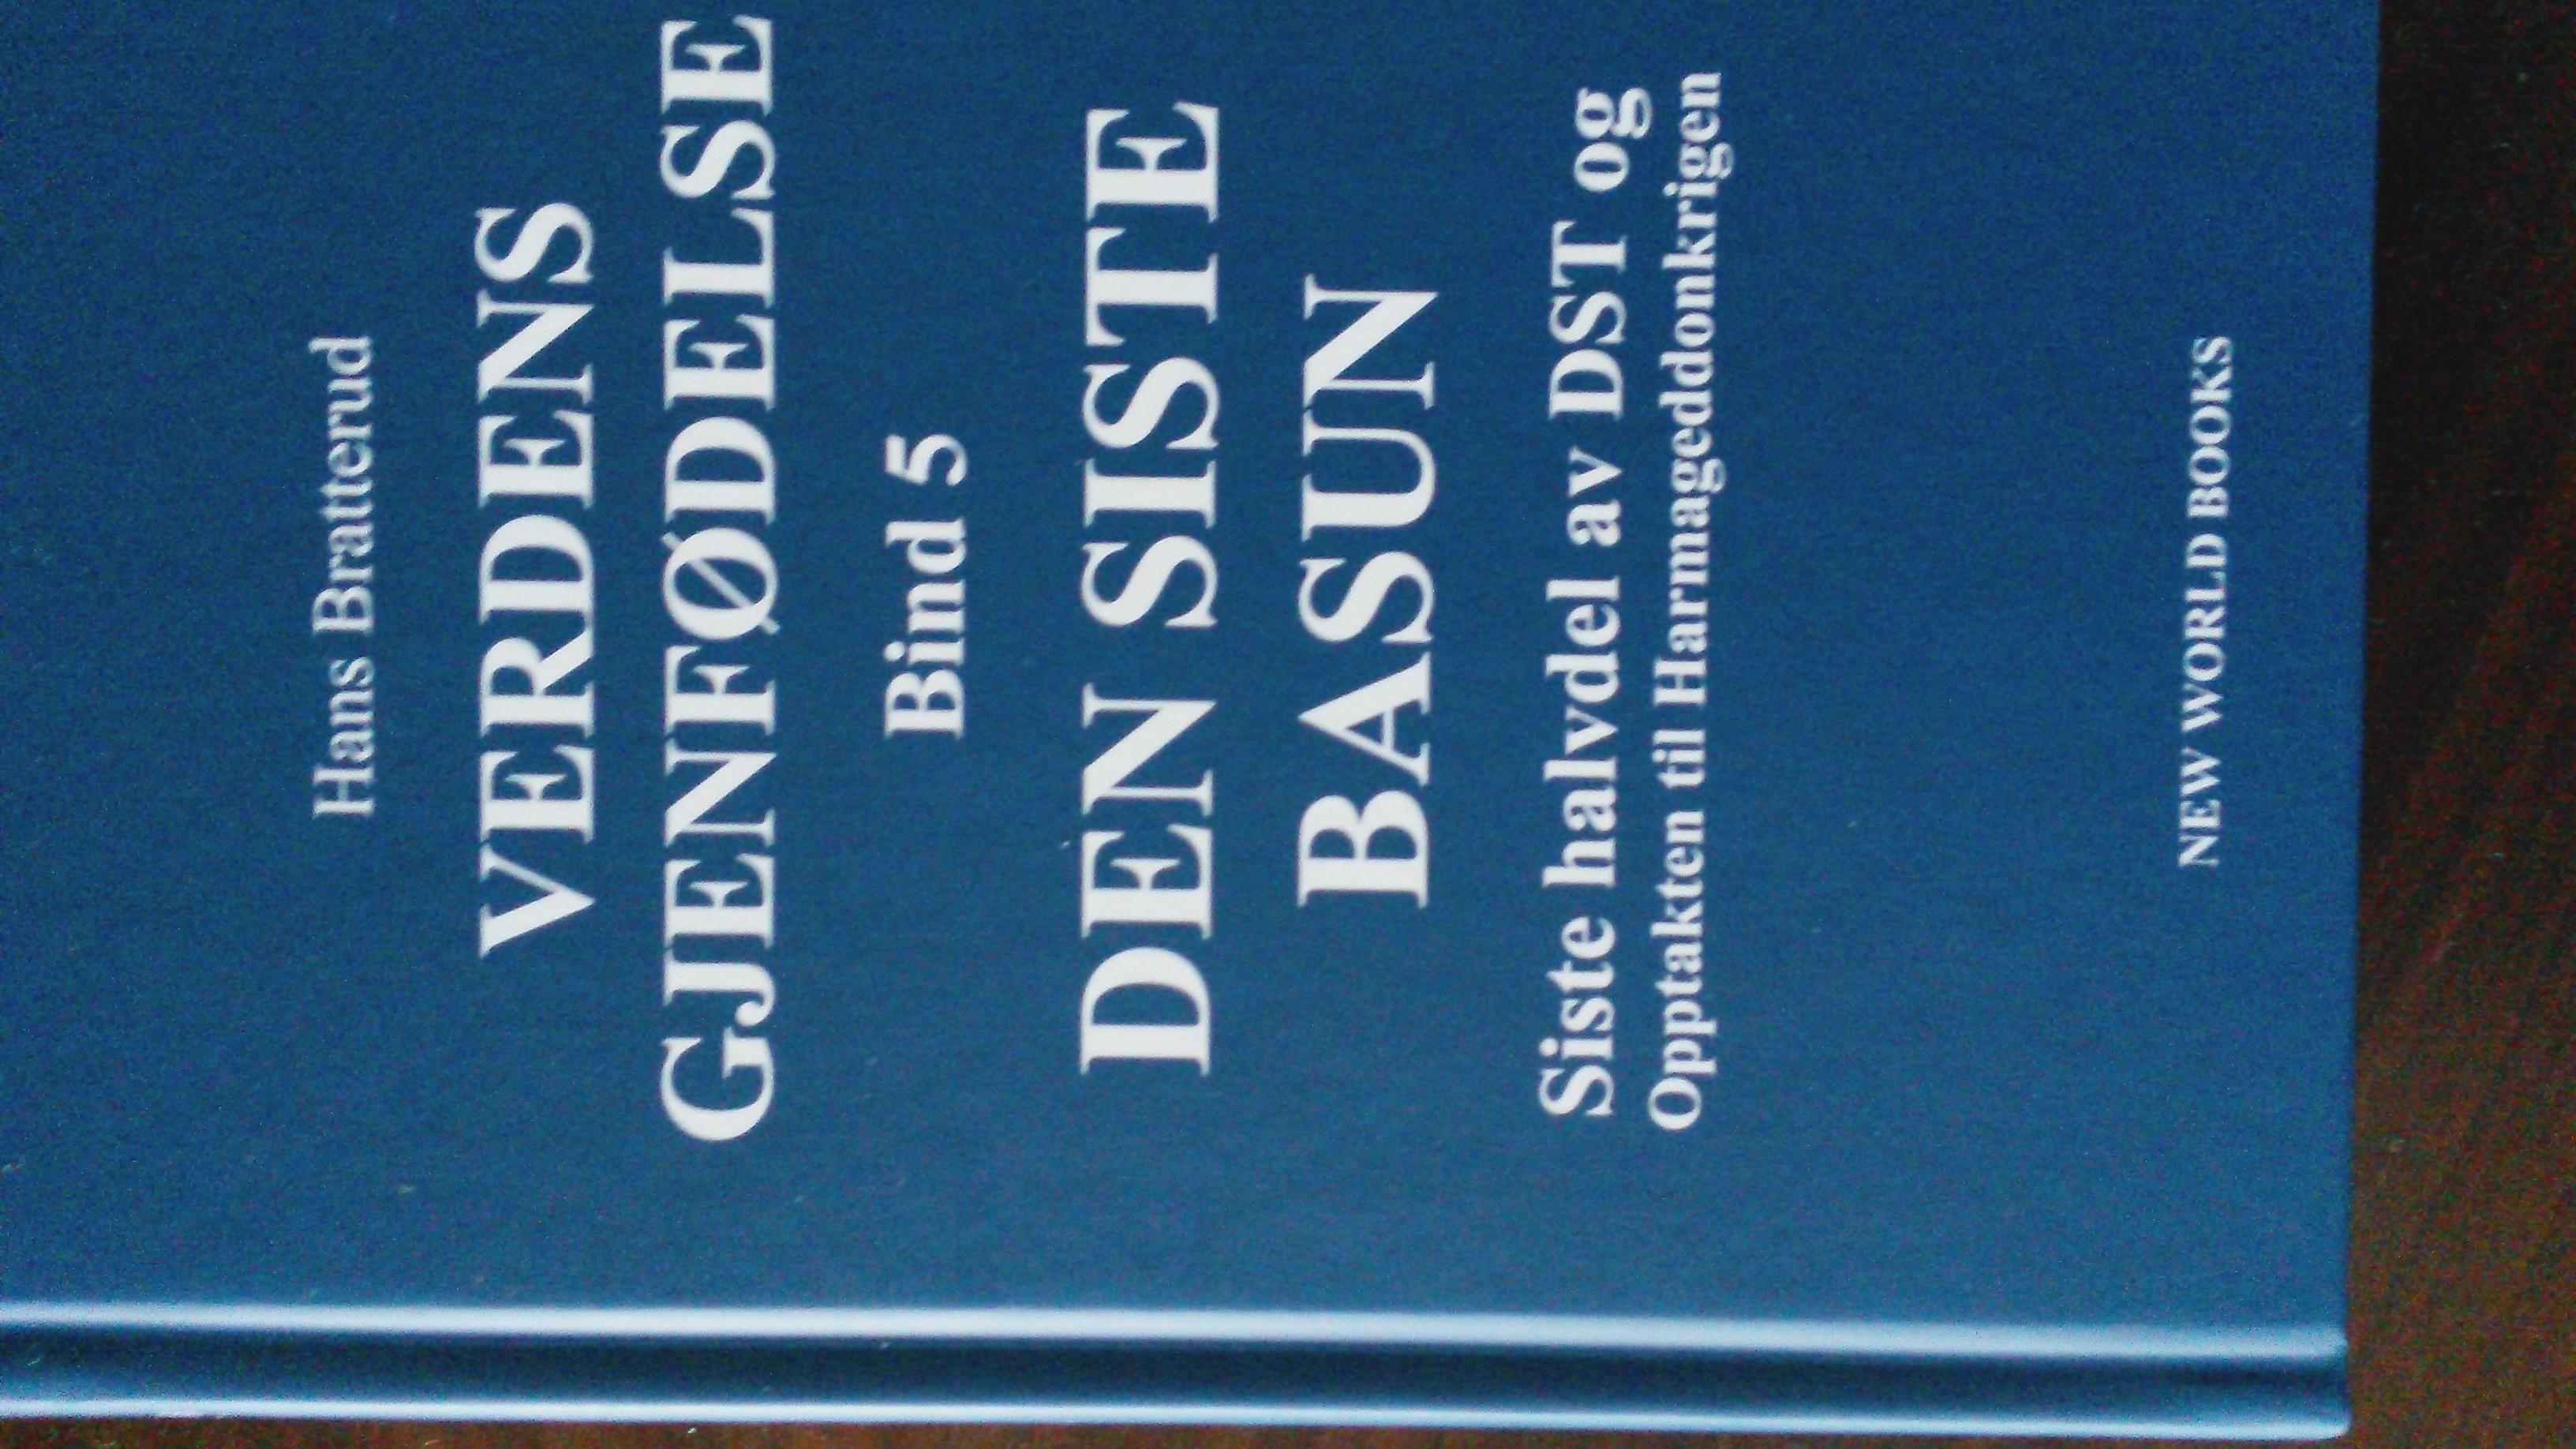 Hans Bratterud
VERDENS
GJENFØDELSE
Bind 5
DEN SISTE
BASUN
Siste halvdel av DST og
Opptakten til Harmageddonkrigen
NEW WORLD BOOKS